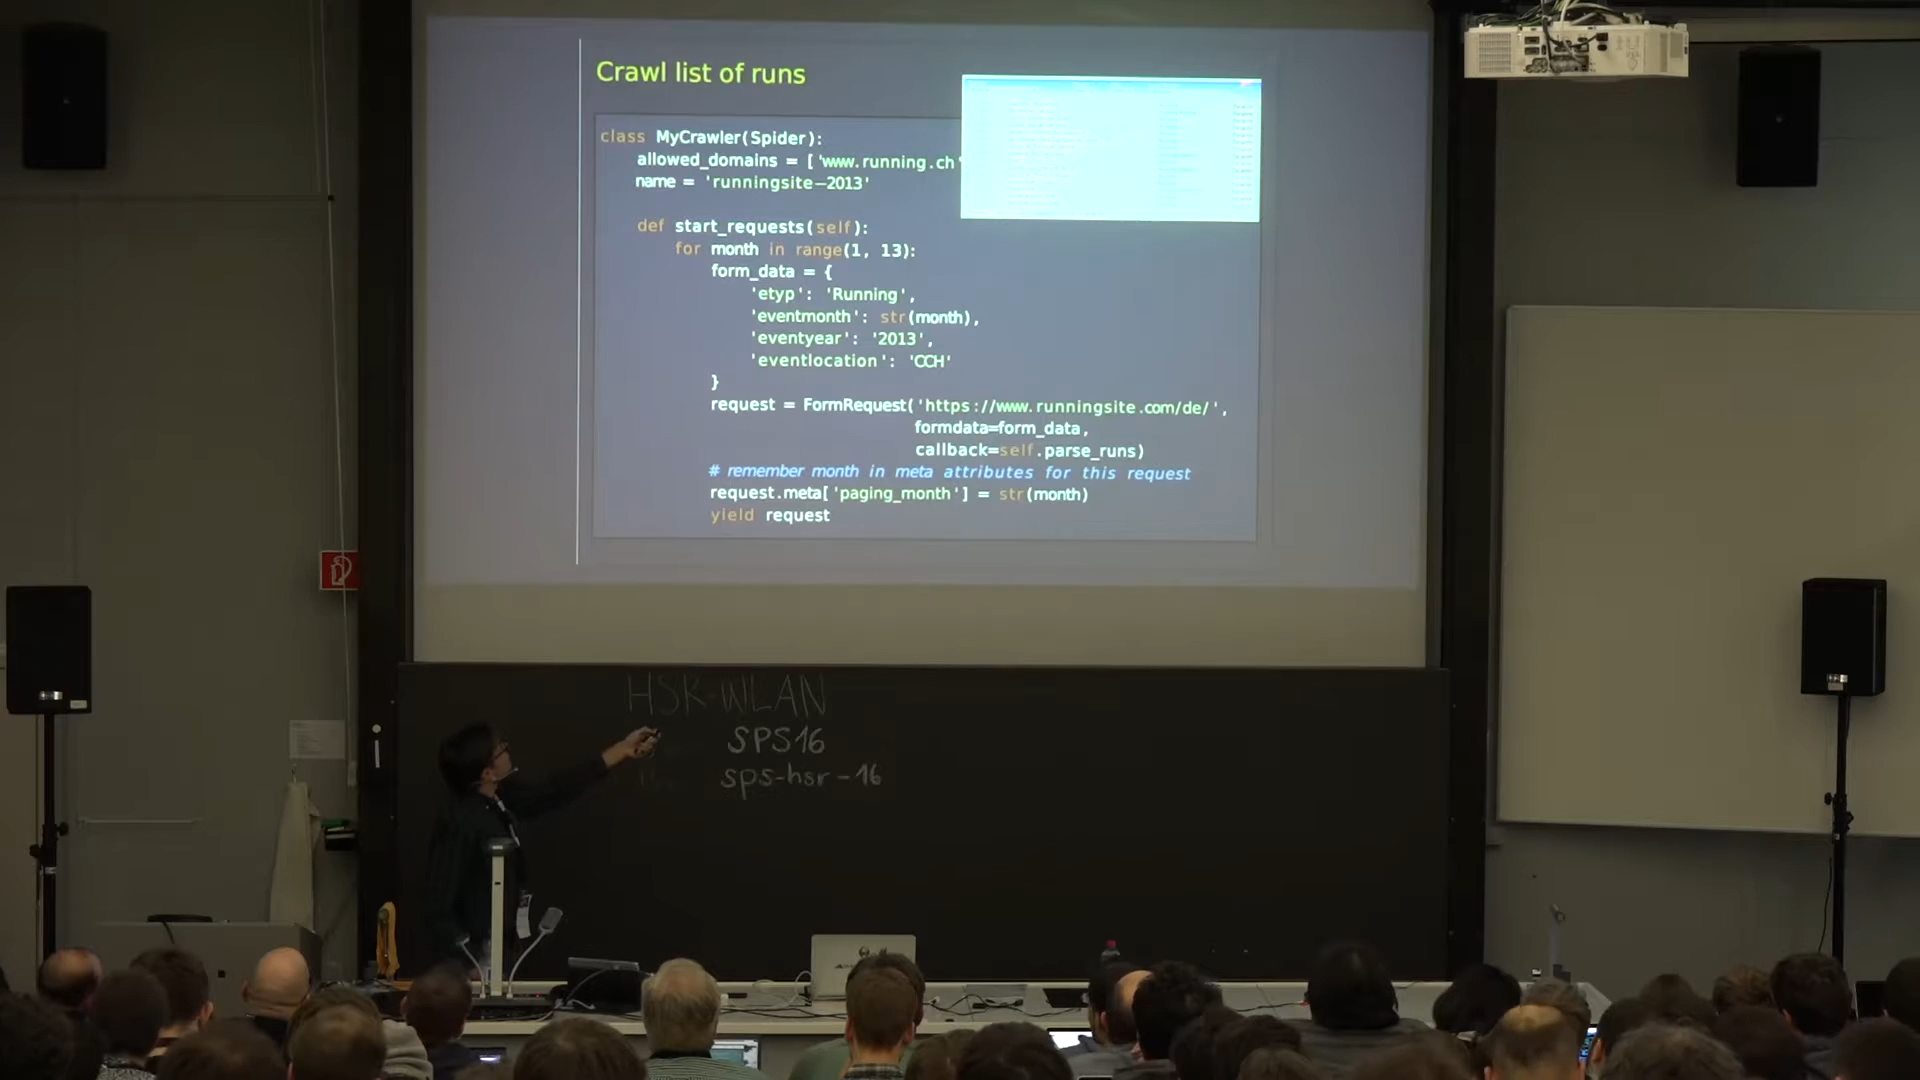 Crawl list of runs
class MyCrawler(Spider):
allowed_domains = ['www.running.ch'
name = 'runningsite-2013'
def start_requests(self):
for month in range(1, 13):
form_data = {
'etyp': 'Running',
'eventmonth': str(month),
'eventyear': '2013',
'eventlocation': 'CCH'
}
request = FormRequest('https://www.runningsite.com/de/',
formdata=form_data,
callback=self.parse_runs)
# remember month in meta attributes for this request
request.meta['paging_month'] = str(month)
yield request
HSR-WLAN
SPS16
sps-hsr-16